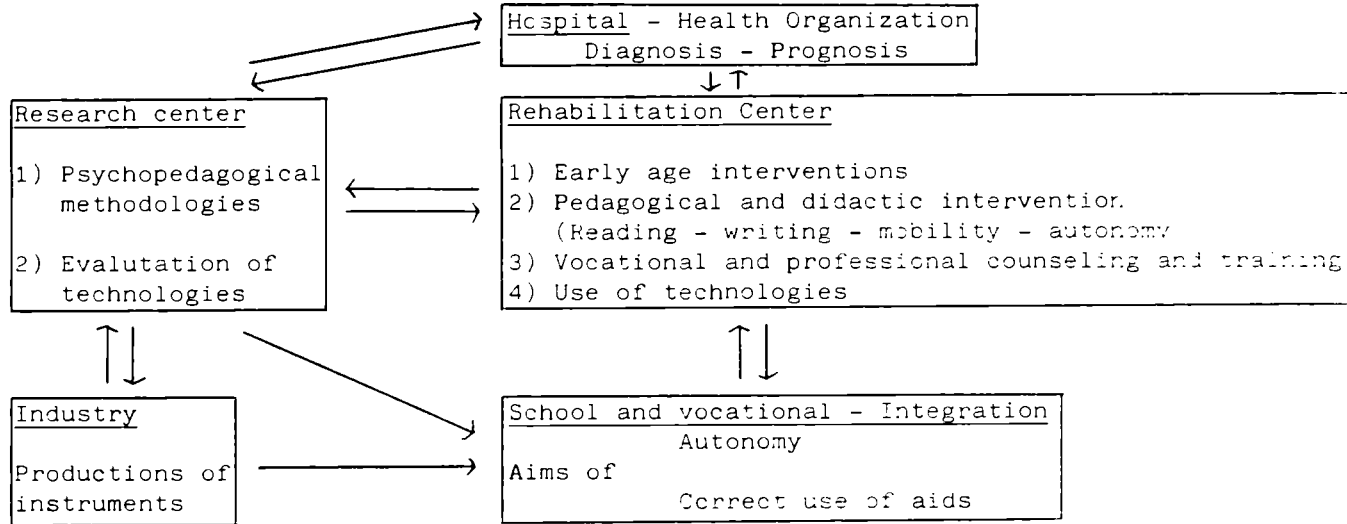 Hospital - Health Organization
Diagnosis - Prognosis
Research center
1) Psychopedagogical
methodologies
2) Evalutation of
technologies
Rehabilitation Center
1) Early age interventions
2) Pedagogical and didactic intervention
(Reading - writing - mobility - autonomy
3) Vocational and professional counseling and training
4) Use of technologies
Industry
Productions of
instruments
School and vocational - Integration
Autonomy
Aims of
Correct use of aids